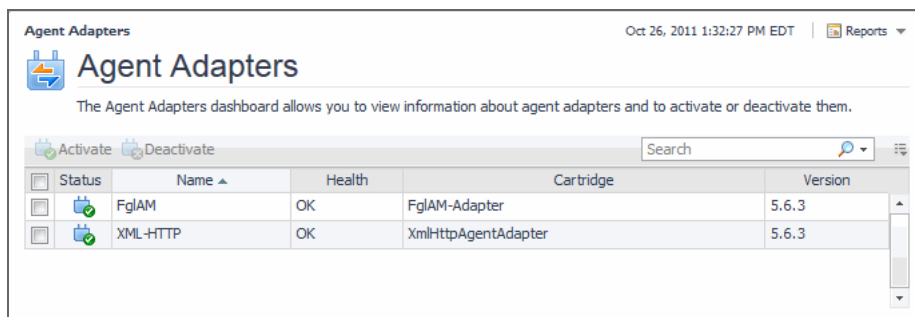 Agent Adapters Oct 26, 2011 1:32:27 PM EDT Reports
Agent Adapters
The Agent Adapters dashboard allows you to view information about agent adapters and to activate or deactivate them.
Activate Deactivate Search
Status Name Health Cartridge Version
FglAM OK FglAM-Adapter 5.6.3
XML-HTTP OK XmlHttpAgentAdapter 5.6.3